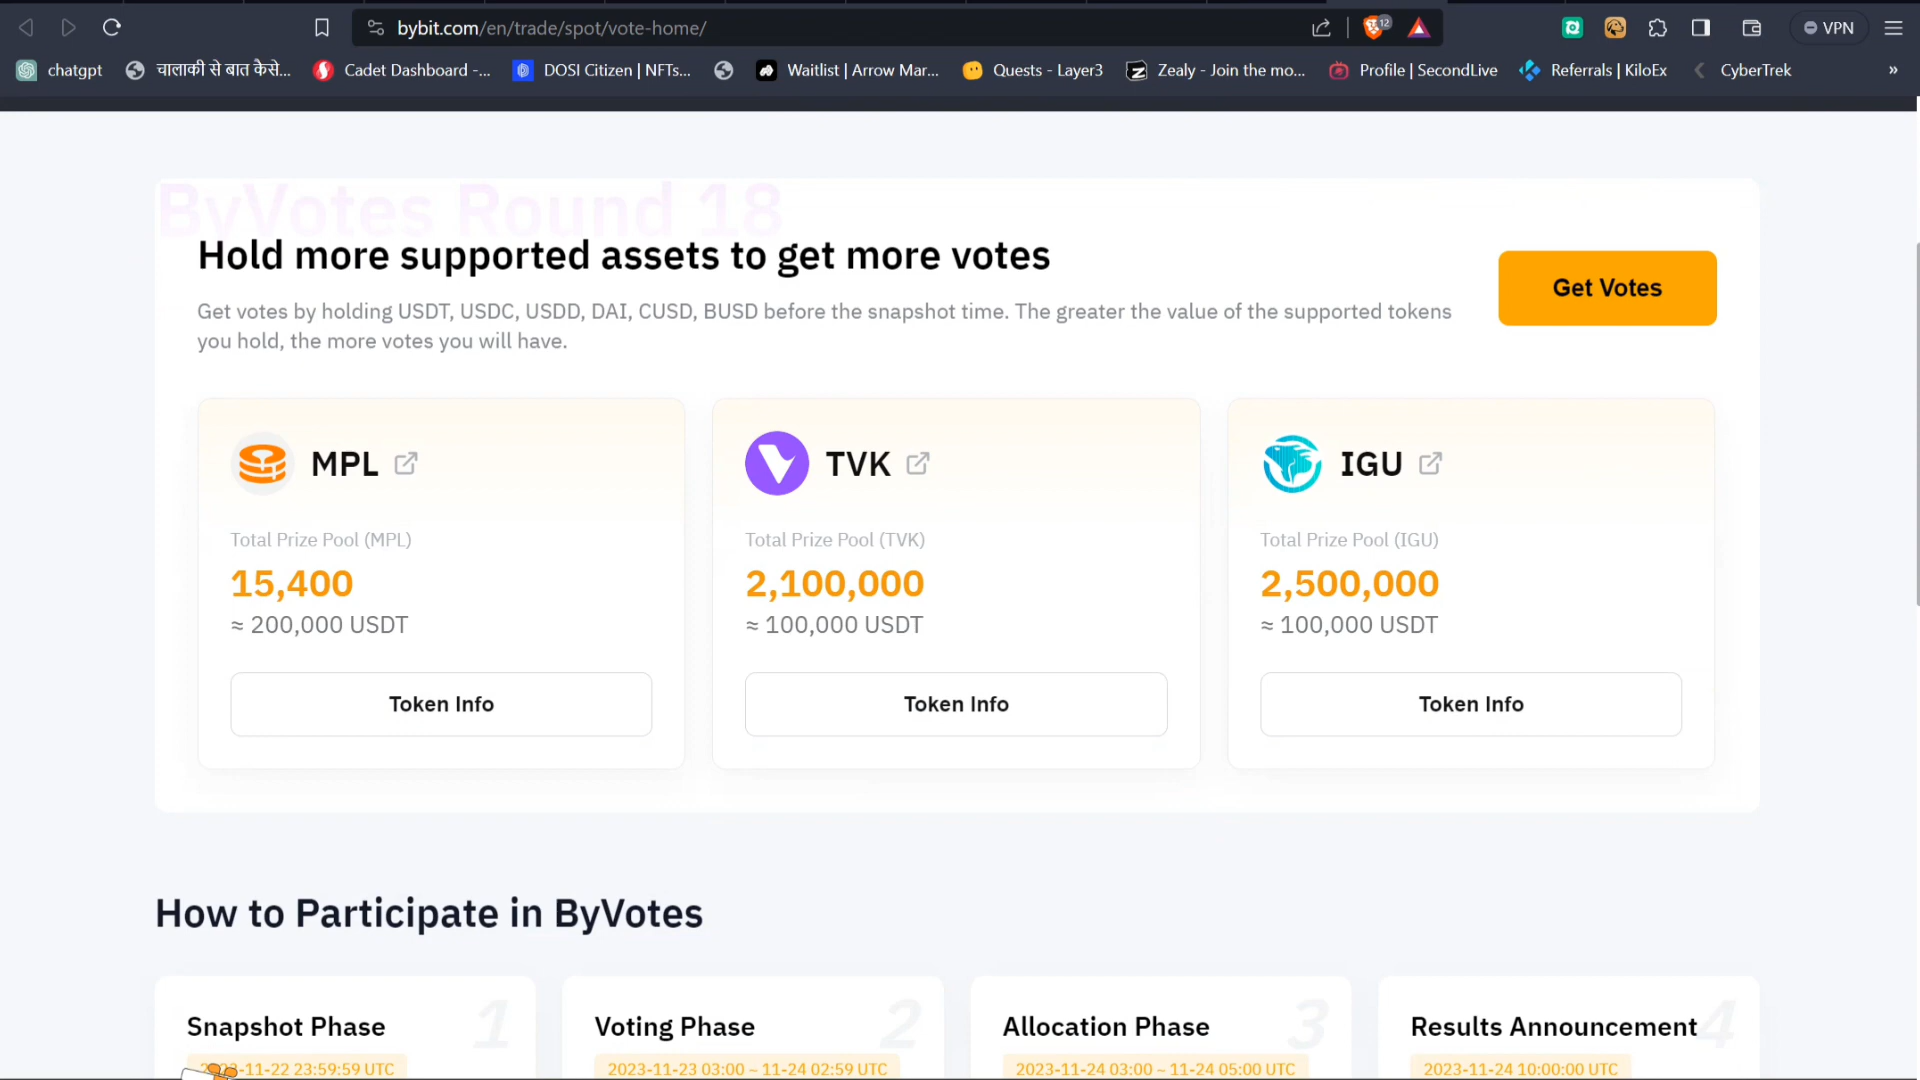 bybit.com/en/trade/spot/vote-home/
12
VPN
chatgpt
चालाकी से बात कैसे...
Cadet Dashboard -...
DOSI Citizen | NFTs...
Waitlist | Arrow Mar...
Quests - Layer3
Zealy - Join the mo...
Profile | SecondLive
Referrals | KiloEx
CyberTrek
»
ByVotes Round 18
Hold more supported assets to get more votes
Get votes by holding USDT, USDC, USDD, DAI, CUSD, BUSD before the snapshot time. The greater the value of the supported tokens
you hold, the more votes you will have.
Get Votes
MPL
Total Prize Pool (MPL)
15,400
≈ 200,000 USDT
Token Info
TVK
Total Prize Pool (TVK)
2,100,000
≈ 100,000 USDT
Token Info
IGU
Total Prize Pool (IGU)
2,500,000
≈ 100,000 USDT
Token Info
How to Participate in ByVotes
Snapshot Phase
1
-11-22 23:59:59 UTC
Voting Phase
2
2023-11-23 03:00 ~ 11-24 02:59 UTC
Allocation Phase
3
2023-11-24 03:00 ~ 11-24 05:00 UTC
Results Announcement
4
2023-11-24 10:00:00 UTC